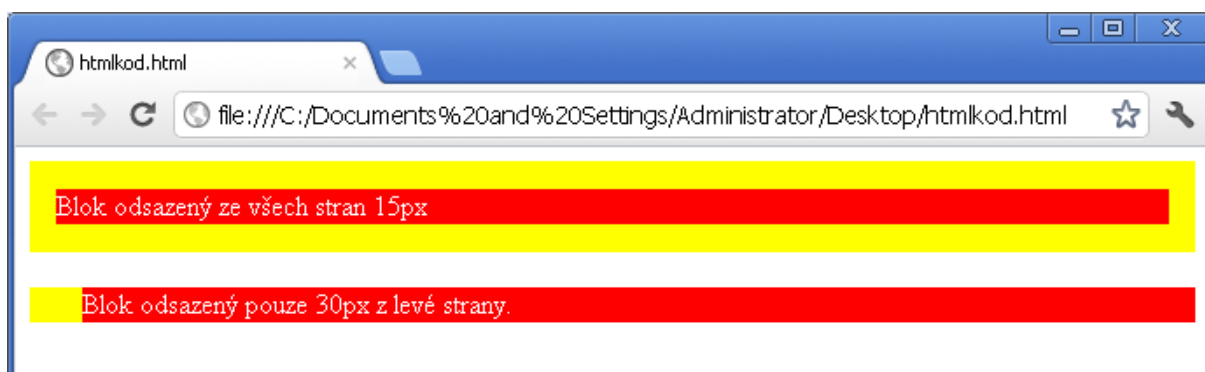 htmlkod.html
file:///C:/Documents%20and%20Settings/Administrator/Desktop/htmlkod.html
Blok odsazený ze všech stran 15px
Blok odsazený pouze 30px z levé strany.